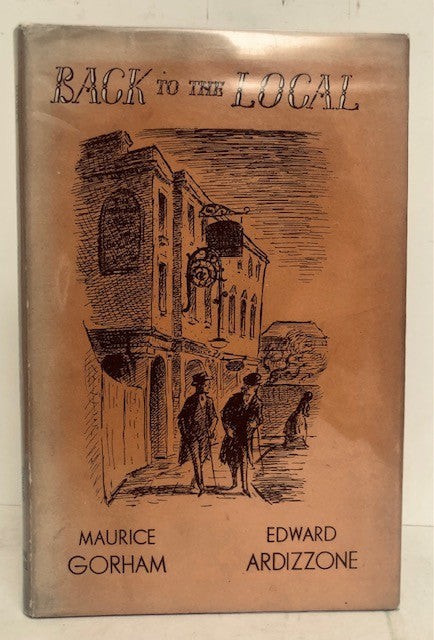 BACK TO THE LOCAL
MAURICE EDWARD
GORHAM ARDIZZONE